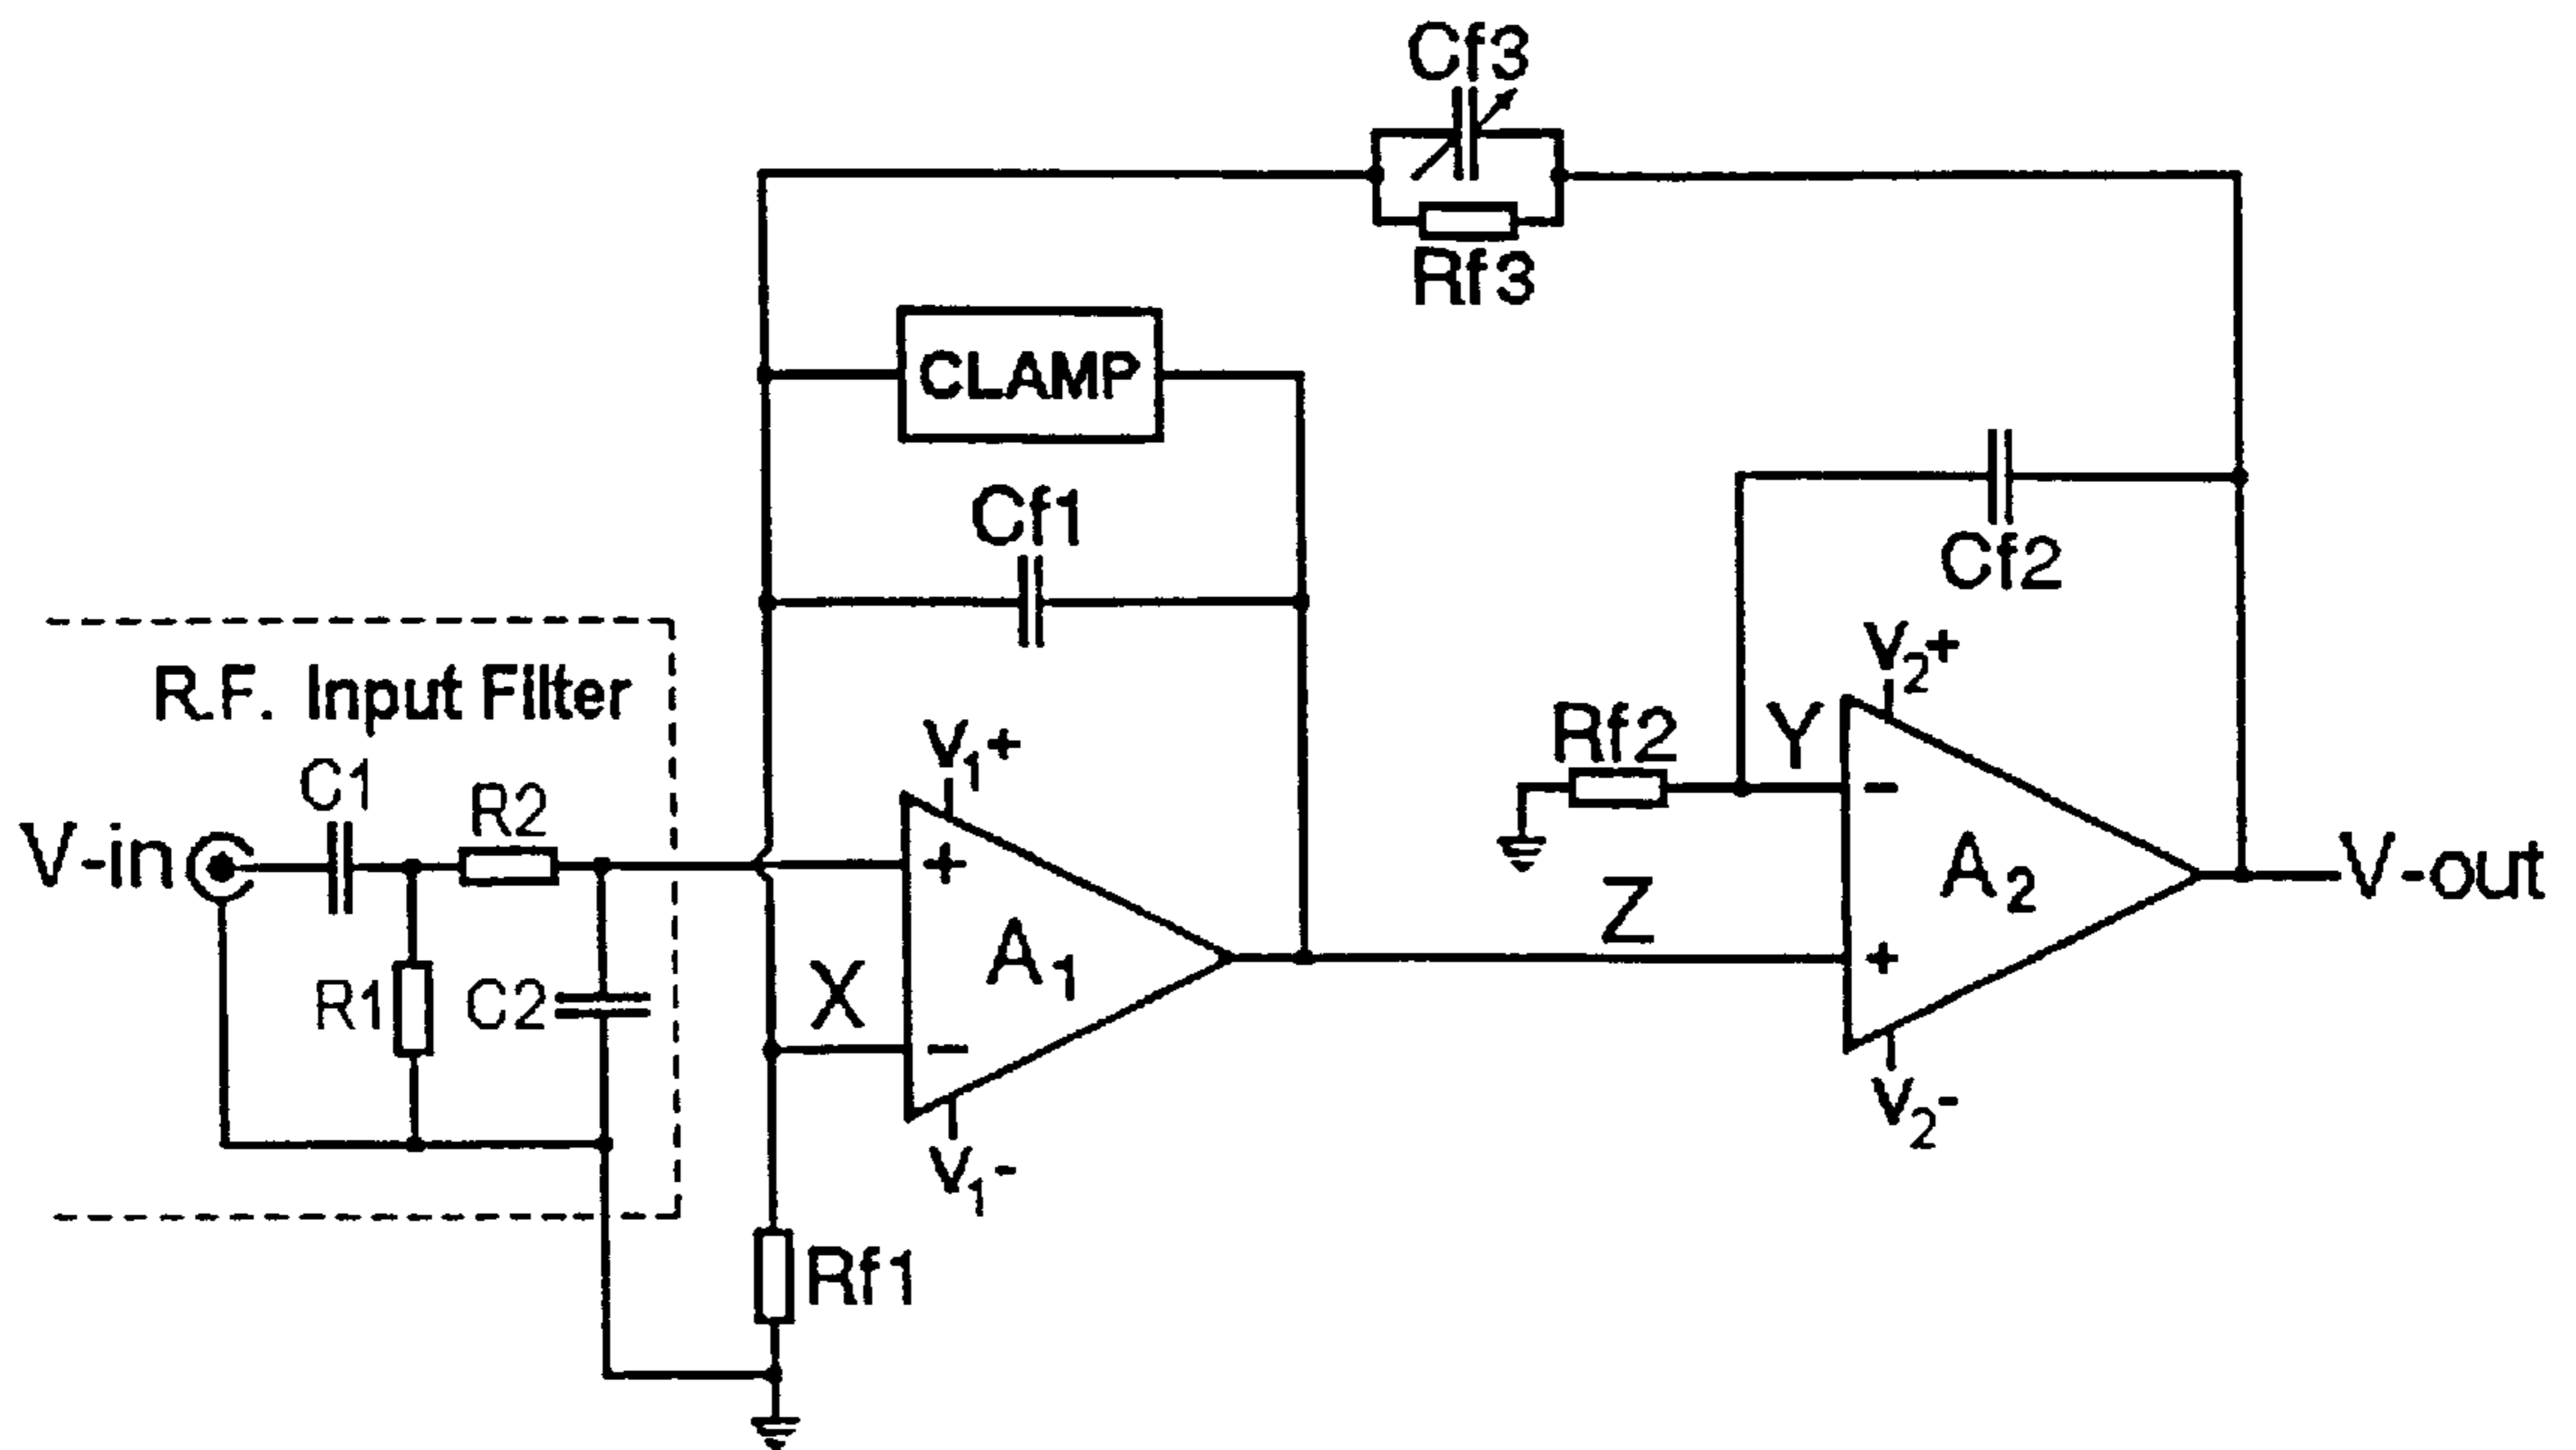 Cf3
Rf3
CLAMP
Cf1
Cf2
R.F. Input Filter
V2+
Rf2
Y
V1+
C1
R2
V-in
+
−
A1
A2
V-out
Z
R1
C2
X
−
+
V1-
V2-
Rf1